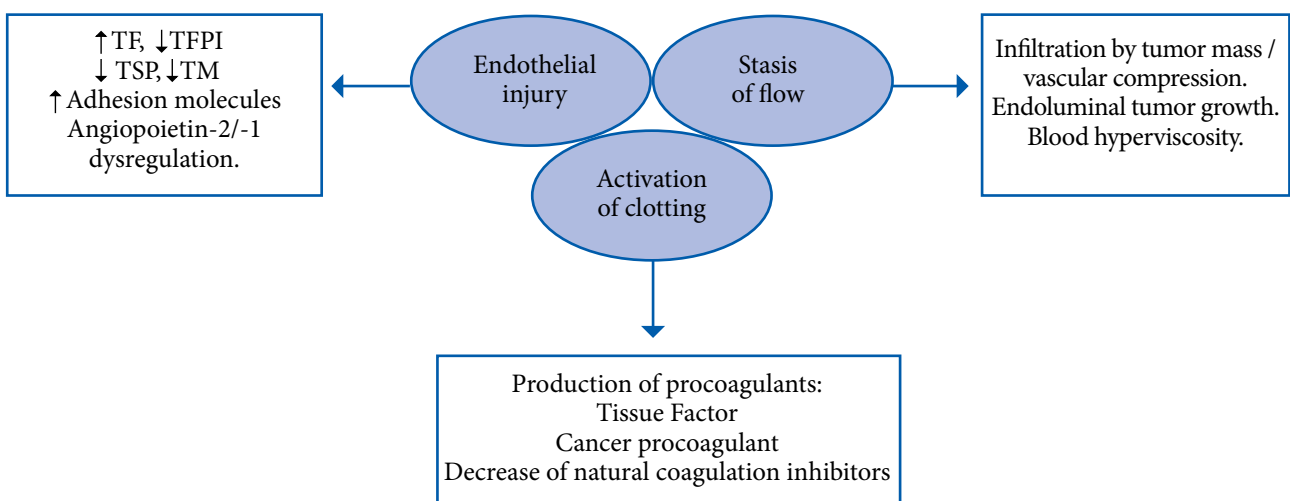 ↑TF, ↓TFPI
↓ TSP, ↓TM
↑ Adhesion molecules
Angiopoietin-2/-1
dysregulation.
Endothelial
injury
Stasis
of flow
Infiltration by tumor mass /
vascular compression.
Endoluminal tumor growth.
Blood hyperviscosity.
Activation
of clotting
Production of procoagulants:
Tissue Factor
Cancer procoagulant
Decrease of natural coagulation inhibitors